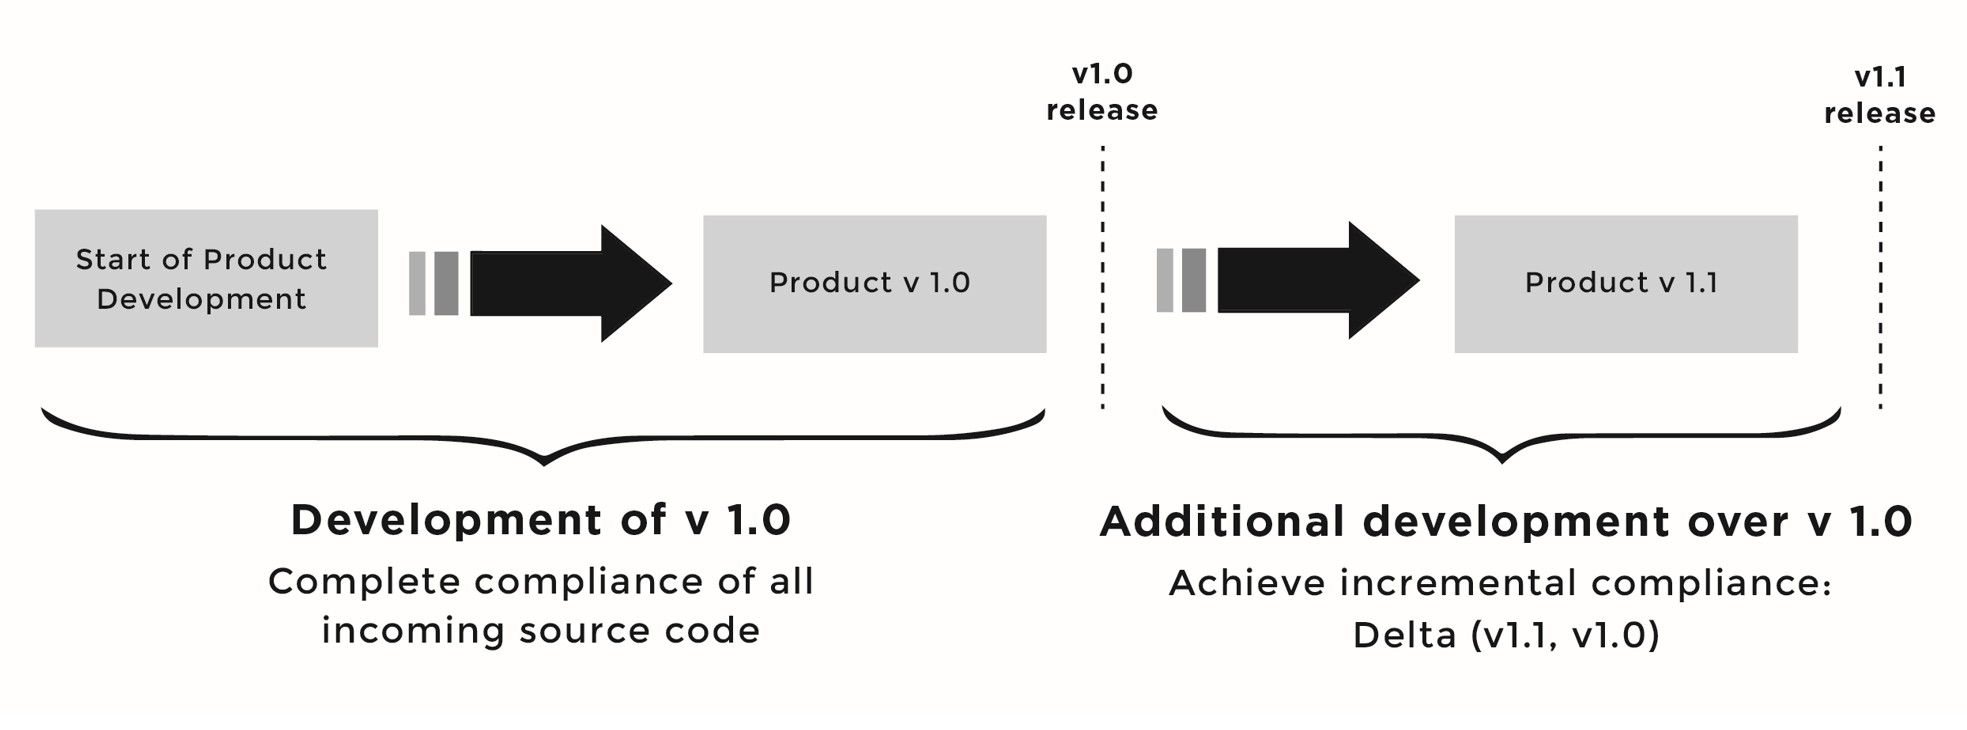 v1.0
release
v1.1
release
Start of Product
Development
Product v 1.0
Product v 1.1
Development of v 1.0
Complete compliance of all
incoming source code
Additional development over v 1.0
Achieve incremental compliance:
Delta (v1.1, v1.0)